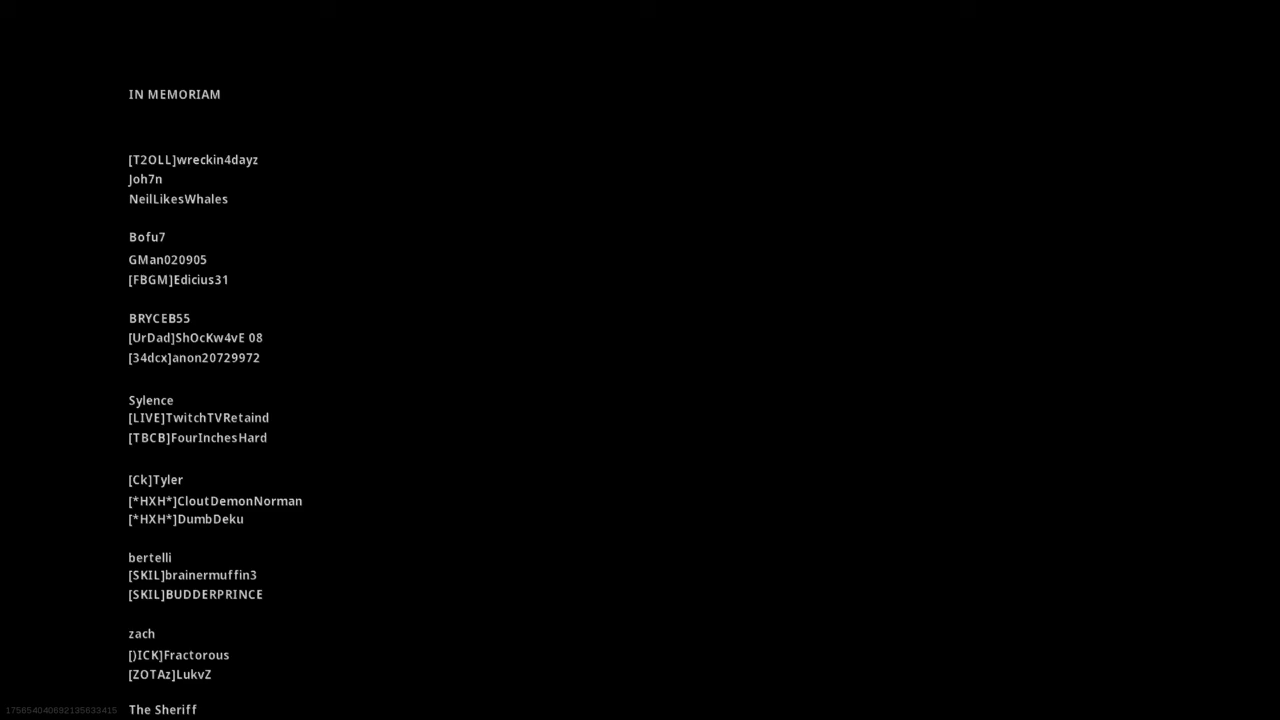 IN MEMORIAM
[T2OLL]wreckin4dayz
Joh7n
NeilLikesWhales
Bofu7
GMan020905
[FBGM]Edicius31
BRYCEB55
[UrDad]ShOcKw4vE 08
[34dcx]anon20729972
Sylence
[LIVE]TwitchTVRetaind
[TBCB]FourInchesHard
[Ck]Tyler
[*HXH*]CloutDemonNorman
[*HXH*]DumbDeku
bertelli
[SKIL]brainermuffin3
[SKIL]BUDDERPRINCE
zach
[)ICK]Fractorous
[ZOTAz]LukvZ
The Sheriff